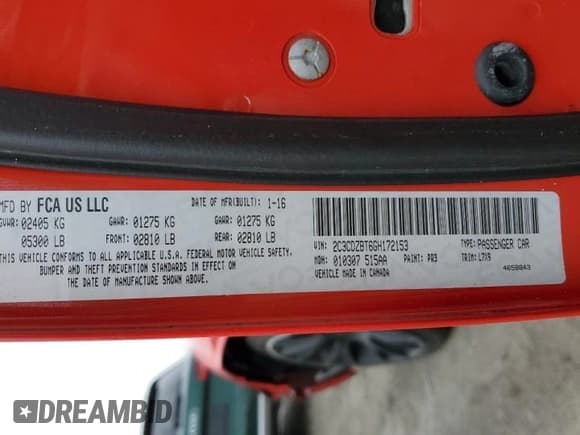 MFD BY FCA US LLC
DATE OF MFR(BUILT): 1-16
GVWR: 02405 KG GAWR: 01275 KG GAWR: 01275 KG
05300 LB FRONT: 02810 LB REAR: 02810 LB
THIS VEHICLE CONFORMS TO ALL APPLICABLE U.S.A. FEDERAL MOTOR VEHICLE SAFETY,
BUMPER AND THEFT PREVENTION STANDARDS IN EFFECT ON
THE DATE OF MANUFACTURE SHOWN ABOVE.
VIN: 2C3CDZBT6GH172153 TYPE: PASSENGER CAR
MDH: 010307 515AA PAINT: PR3 TRIM: L7X9
VEHICLE MADE IN CANADA 4658843
DREAMBID